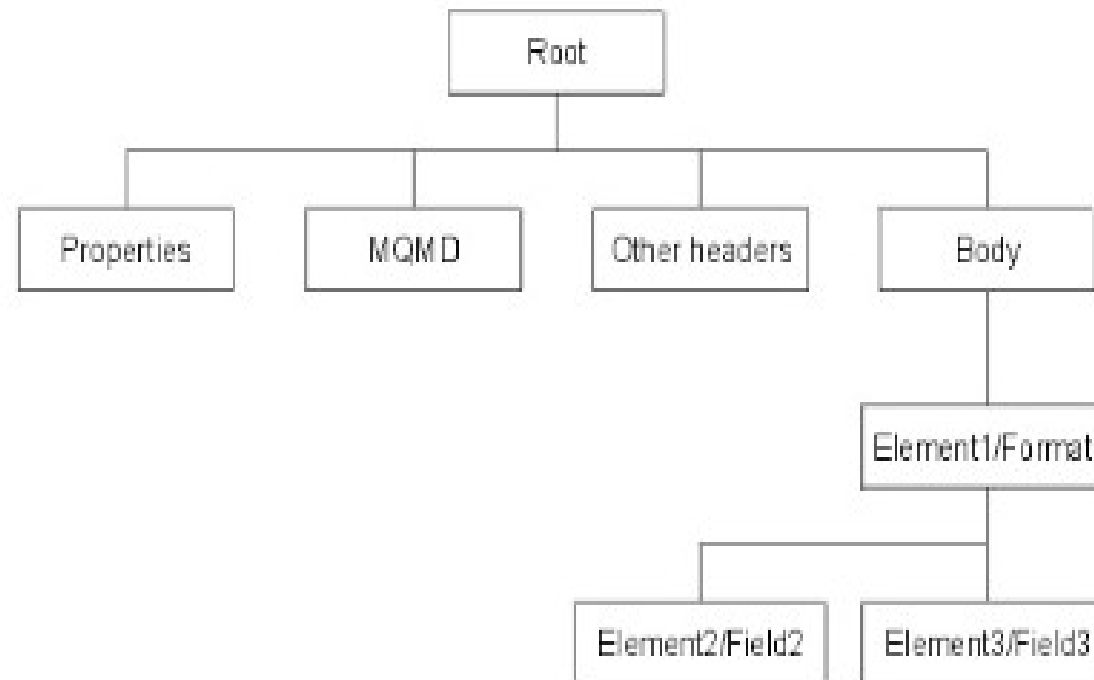 Root
Properties
MQMD
Other headers
Body
Element1/Format
Element2/Field2
Element3/Field3